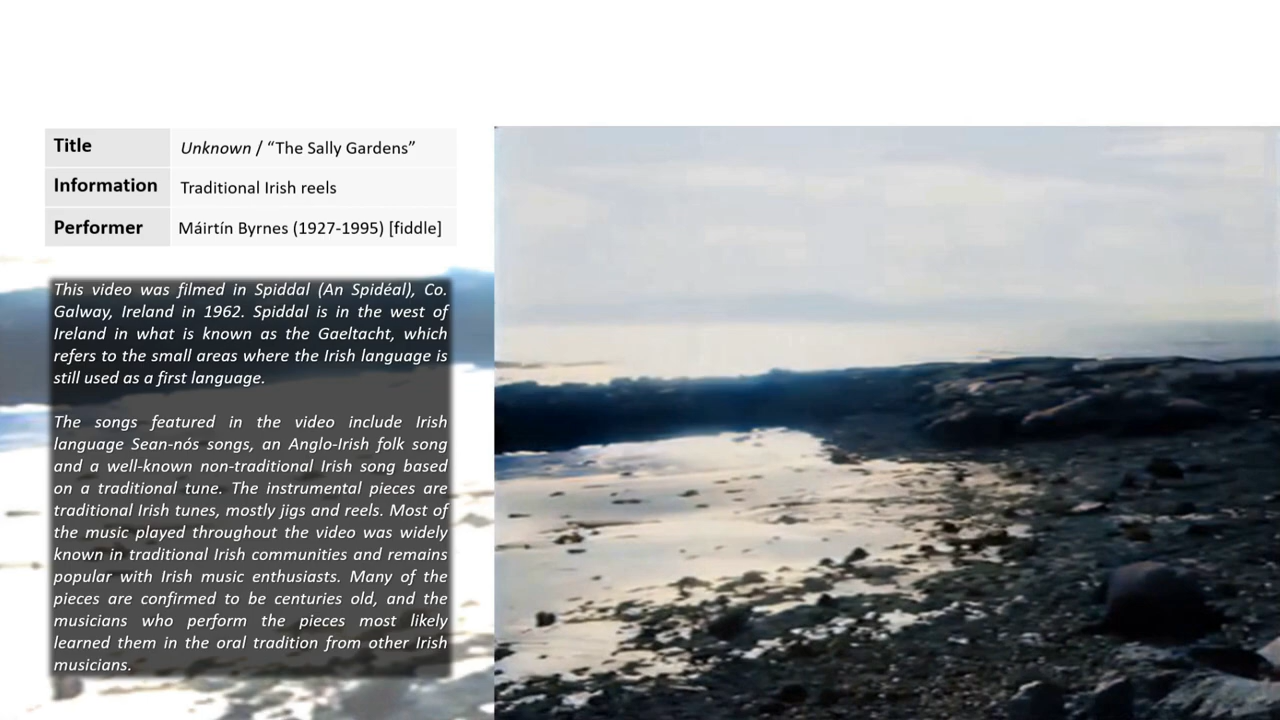 Title Unknown / “The Sally Gardens”
Information Traditional Irish reels
Performer Máirtín Byrnes (1927-1995) [fiddle]
This video was filmed in Spiddal (An Spidéal), Co.
Galway, Ireland in 1962. Spiddal is in the west of
Ireland in what is known as the Gaeltacht, which
refers to the small areas where the Irish language is
still used as a first language.
The songs featured in the video include Irish
language Sean-nós songs, an Anglo-Irish folk song
and a well-known non-traditional Irish song based
on a traditional tune. The instrumental pieces are
traditional Irish tunes, mostly jigs and reels. Most of
the music played throughout the video was widely
known in traditional Irish communities and remains
popular with Irish music enthusiasts. Many of the
pieces are confirmed to be centuries old, and the
musicians who perform the pieces most likely
learned them in the oral tradition from other Irish
musicians.